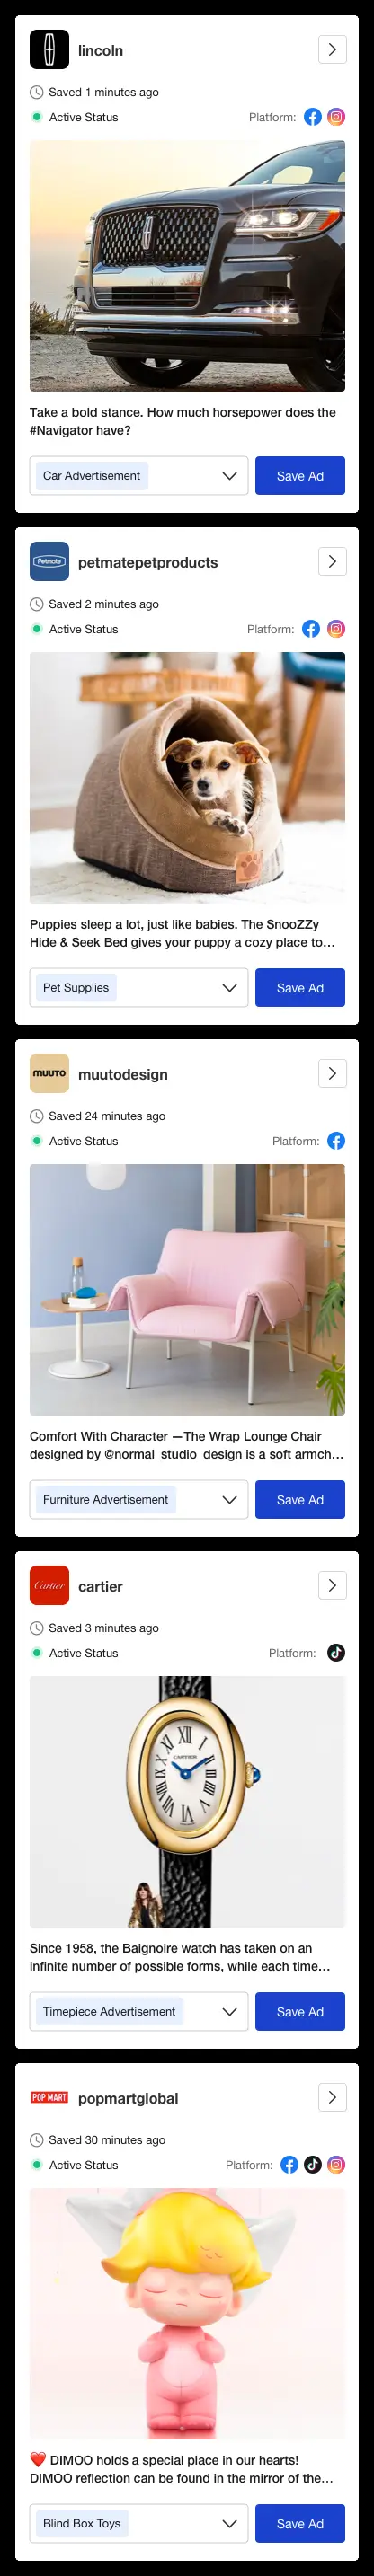 lincoln
Saved 1 minutes ago
Active Status Platform:
Take a bold stance. How much horsepower does the
#Navigator have?
Car Advertisement Save Ad
Petmate petmatepetproducts
Saved 2 minutes ago
Active Status Platform:
Puppies sleep a lot, just like babies. The SnooZZy
Hide & Seek Bed gives your puppy a cozy place to...
Pet Supplies Save Ad
muuto muutodesign
Saved 24 minutes ago
Active Status Platform:
Comfort With Character —The Wrap Lounge Chair
designed by @normal_studio_design is a soft armch...
Furniture Advertisement Save Ad
Cartier cartier
Saved 3 minutes ago
Active Status Platform:
XII
CARTIER
Since 1958, the Baignoire watch has taken on an
infinite number of possible forms, while each time...
Timepiece Advertisement Save Ad
POP MART popmartglobal
Saved 30 minutes ago
Active Status Platform:
❤️ DIMOO holds a special place in our hearts!
DIMOO reflection can be found in the mirror of the...
Blind Box Toys Save Ad